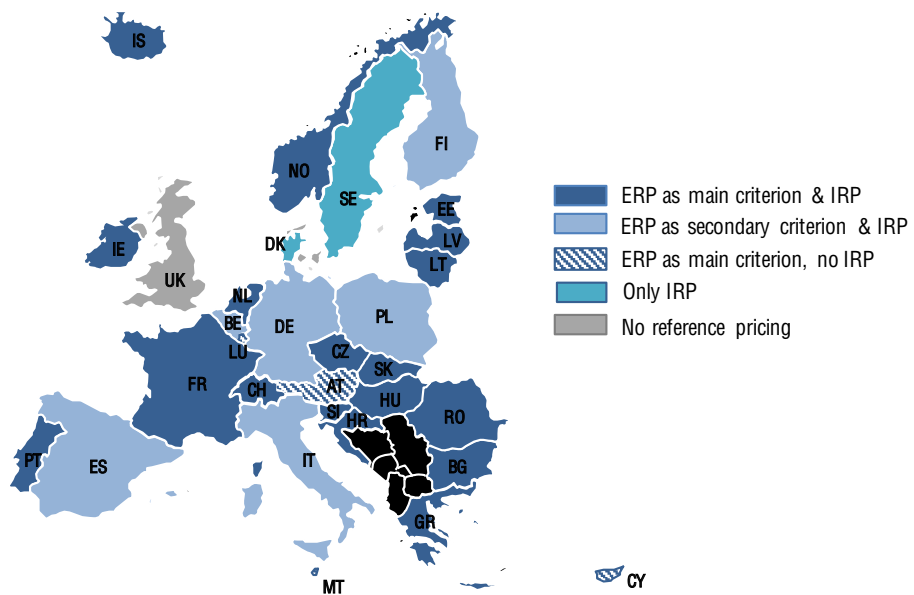 IS
FI
NO
SE
EE
ERP as main criterion & IRP
ERP as secondary criterion & IRP
ERP as main criterion, no IRP
Only IRP
No reference pricing
LV
DK
IE
LT
UK
NL
BE
DE
PL
LU
CZ
SK
FR
CH
AT
HU
SI
HR
RO
PT
ES
IT
BG
GR
MT
CY